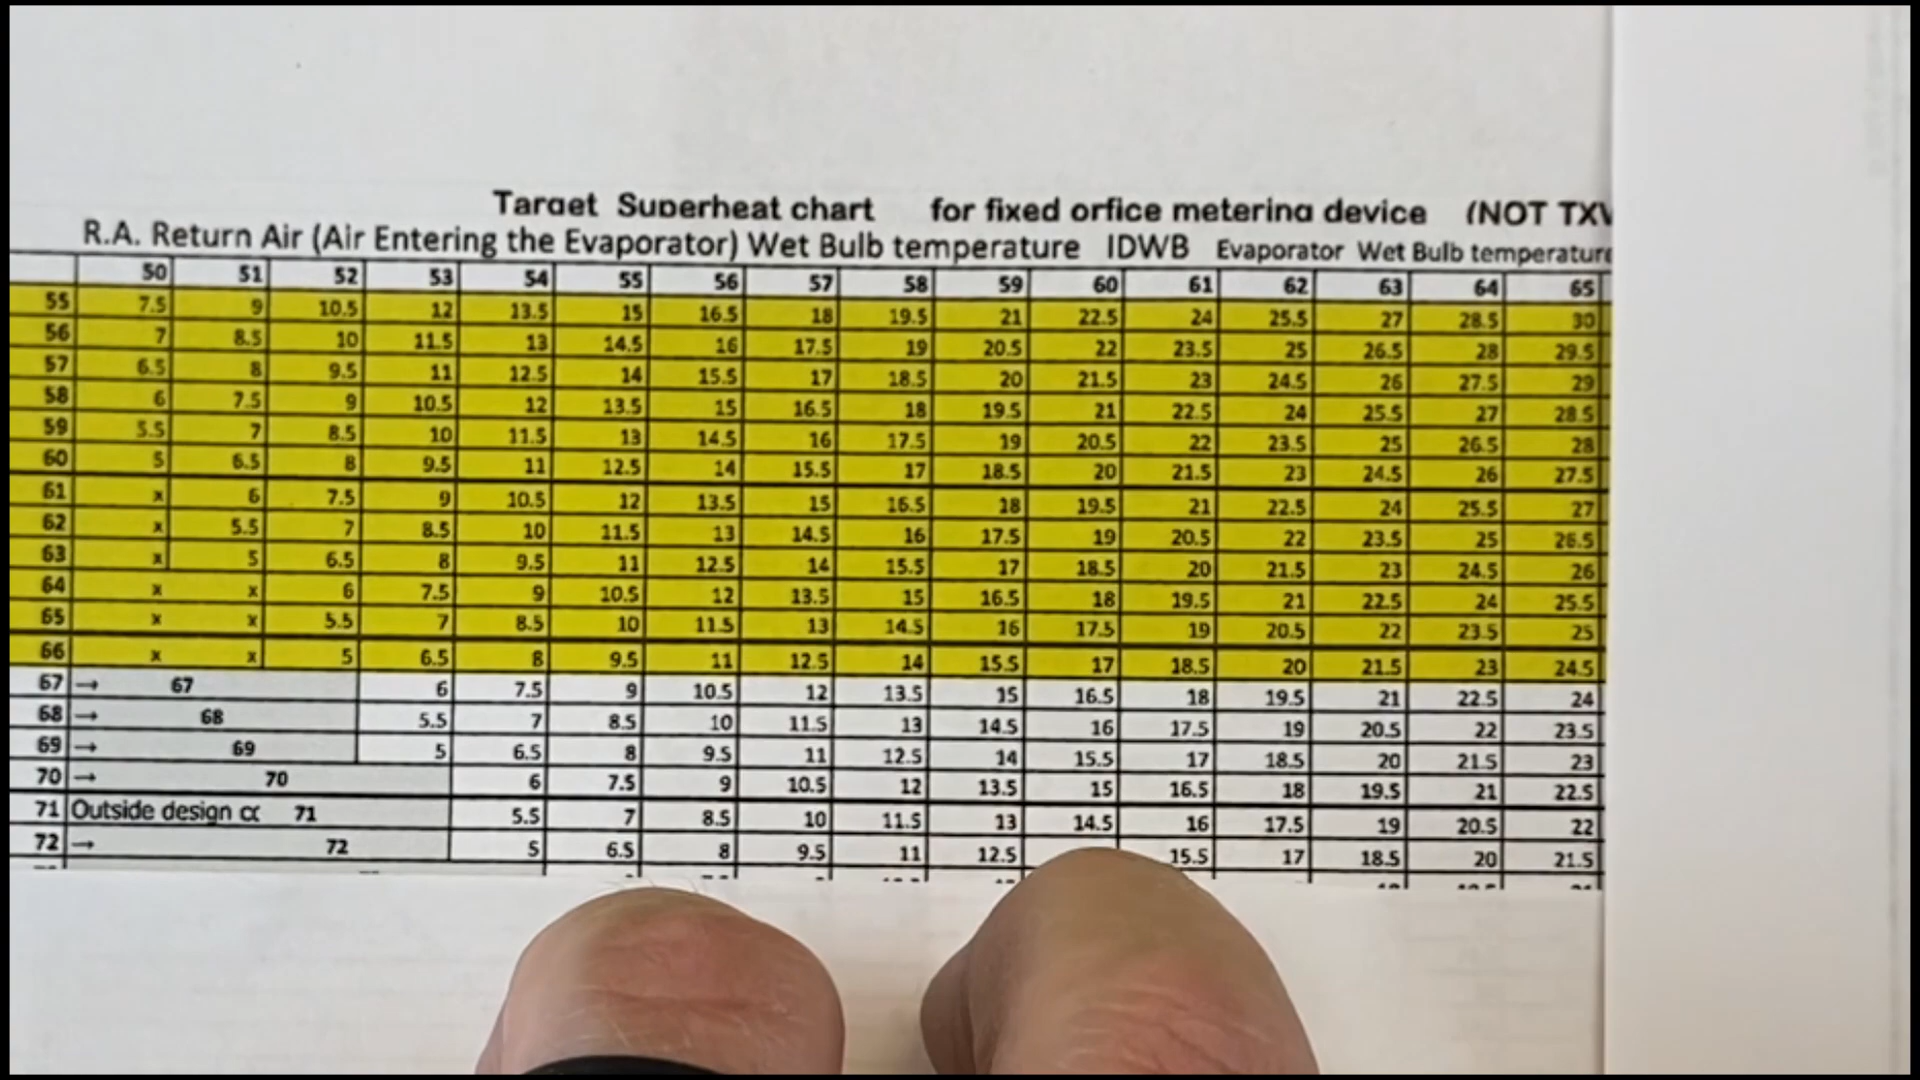 Target Superheat chart for fixed orfice metering device (NOT TXV
R.A. Return Air (Air Entering the Evaporator) Wet Bulb temperature IDWB Evaporator Wet Bulb temperature
50 51 52 53 54 55 56 57 58 59 60 61 62 63 64 65
55 7.5 9 10.5 12 13.5 15 16.5 18 19.5 21 22.5 24 25.5 27 28.5 30
56 7 8.5 10 11.5 13 14.5 16 17.5 19 20.5 22 23.5 25 26.5 28 29.5
57 6.5 8 9.5 11 12.5 14 15.5 17 18.5 20 21.5 23 24.5 26 27.5 29
58 6 7.5 9 10.5 12 13.5 15 16.5 18 19.5 21 22.5 24 25.5 27 28.5
59 5.5 7 8.5 10 11.5 13 14.5 16 17.5 19 20.5 22 23.5 25 26.5 28
60 5 6.5 8 9.5 11 12.5 14 15.5 17 18.5 20 21.5 23 24.5 26 27.5
61 x 6 7.5 9 10.5 12 13.5 15 16.5 18 19.5 21 22.5 24 25.5 27
62 x 5.5 7 8.5 10 11.5 13 14.5 16 17.5 19 20.5 22 23.5 25 26.5
63 x 5 6.5 8 9.5 11 12.5 14 15.5 17 18.5 20 21.5 23 24.5 26
64 x x 6 7.5 9 10.5 12 13.5 15 16.5 18 19.5 21 22.5 24 25.5
65 x x 5.5 7 8.5 10 11.5 13 14.5 16 17.5 19 20.5 22 23.5 25
66 x x 5 6.5 8 9.5 11 12.5 14 15.5 17 18.5 20 21.5 23 24.5
67 → 67 6 7.5 9 10.5 12 13.5 15 16.5 18 19.5 21 22.5 24
68 → 68 5.5 7 8.5 10 11.5 13 14.5 16 17.5 19 20.5 22 23.5
69 → 69 5 6.5 8 9.5 11 12.5 14 15.5 17 18.5 20 21.5 23
70 → 70 6 7.5 9 10.5 12 13.5 15 16.5 18 19.5 21 22.5
71 Outside design 71 5.5 7 8.5 10 11.5 13 14.5 16 17.5 19 20.5 22
72 → 72 5 6.5 8 9.5 11 12.5 15.5 17 18.5 20 21.5